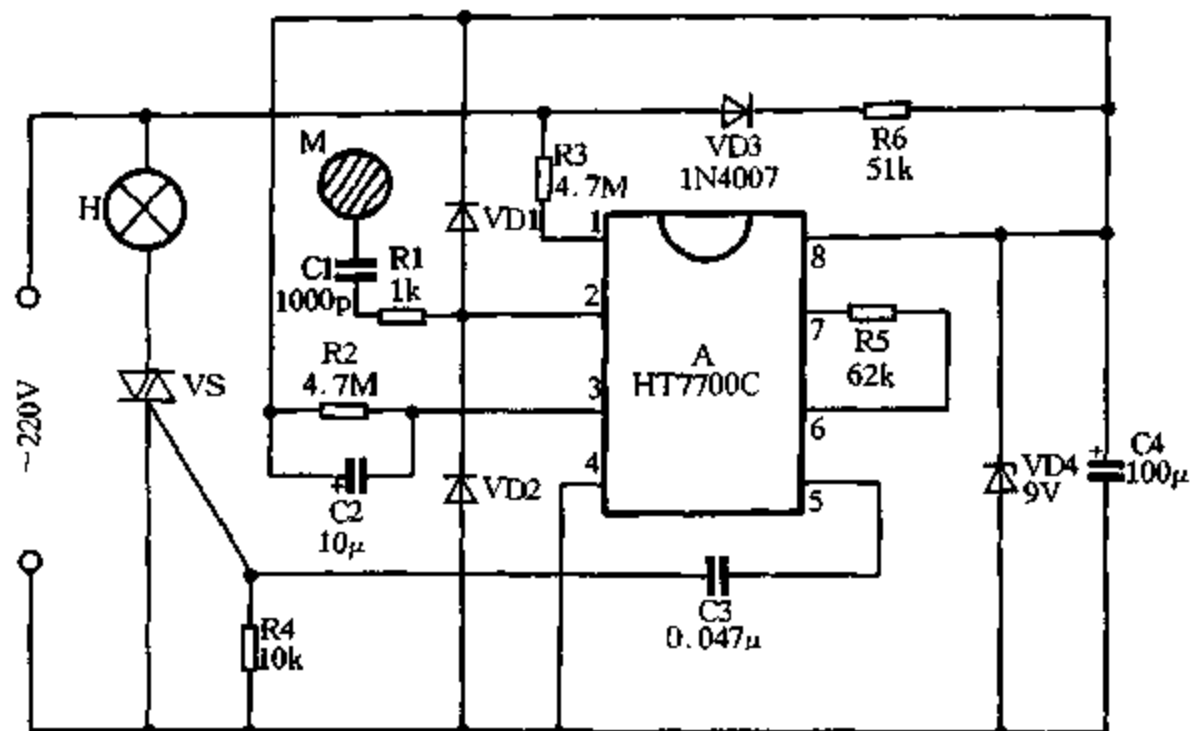 M
H
R3
4.7M
VD3
1N4007
R6
51k
VD1
C1
1000p
R1
1k
1
2
3
4
8
7
6
5
A
HT7700C
R5
62k
R2
4.7M
VS
~220V
+
C2
10μ
VD2
VD4
9V
+
C4
100μ
C3
0.047μ
R4
10k